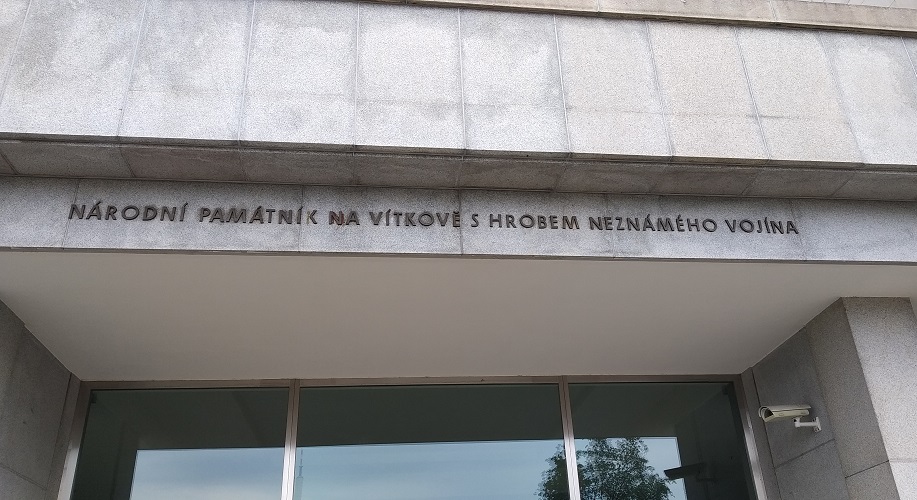 NÁRODNÍ PAMÁTNÍK NA VÍTKOVĚ S HROBEM NEZNÁMÉHO VOJÍNA